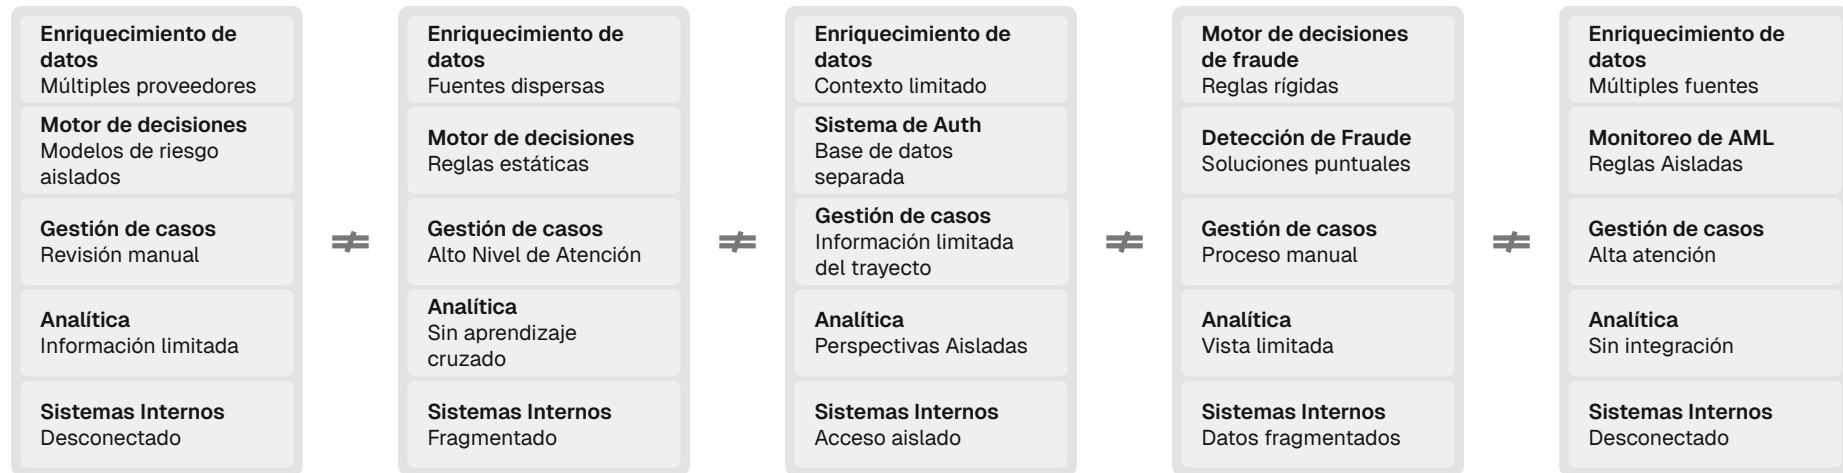 Enriquecimiento de
datos
Múltiples proveedores
Motor de decisiones
Modelos de riesgo
aislados
Gestión de casos
Revisión manual
Analítica
Información limitada
Sistemas Internos
Desconectado
≠
Enriquecimiento de
datos
Fuentes dispersas
Motor de decisiones
Reglas estáticas
Gestión de casos
Alto Nivel de Atención
Analítica
Sin aprendizaje
cruzado
Sistemas Internos
Fragmentado
≠
Enriquecimiento de
datos
Contexto limitado
Sistema de Auth
Base de datos
separada
Gestión de casos
Información limitada
del trayecto
Analítica
Perspectivas Aisladas
Sistemas Internos
Acceso aislado
≠
Motor de decisiones
de fraude
Reglas rígidas
Detección de Fraude
Soluciones puntuales
Gestión de casos
Proceso manual
Analítica
Vista limitada
Sistemas Internos
Datos fragmentados
≠
Enriquecimiento de
datos
Múltiples fuentes
Monitoreo de AML
Reglas Aisladas
Gestión de casos
Alta atención
Analítica
Sin integración
Sistemas Internos
Desconectado